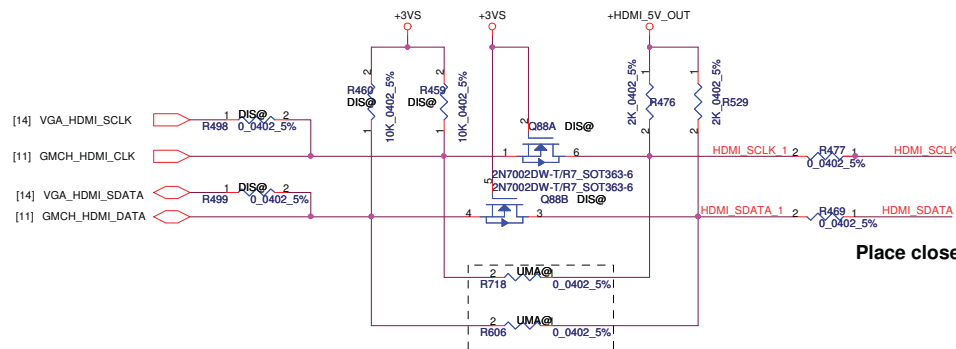 +3VS +3VS +HDMI_5V_OUT
2 2 1 1
R460 DIS@ 10K_0402_5% R459 DIS@ 10K_0402_5% 2K_0402_5% R476 2K_0402_5% R529
1 1 2 2
[14] VGA_HDMI_SCLK 1 DIS@ 2
R498 0_0402_5%
2 Q88A DIS@
[11] GMCH_HDMI_CLK 1 6 HDMI_SCLK_1 2 R477 1 HDMI_SCLK
0_0402_5%
2N7002DW-T/R7_SOT363-6
5 2N7002DW-T/R7_SOT363-6
[14] VGA_HDMI_SDATA 1 DIS@ 2
R499 0_0402_5%
Q88B DIS@
[11] GMCH_HDMI_DATA 4 3 HDMI_SDATA_1 2 R469 1 HDMI_SDATA
0_0402_5%
Place close
2 UMA@ 1
R718 0_0402_5%
2 UMA@ 1
R606 0_0402_5%